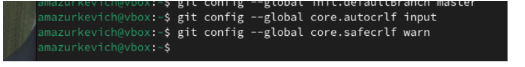 amazurkevich@vbox:~$ git config --global init.defaultBranch master
amazurkevich@vbox:~$ git config --global core.autocrlf input
amazurkevich@vbox:~$ git config --global core.safecrlf warn
amazurkevich@vbox:~$